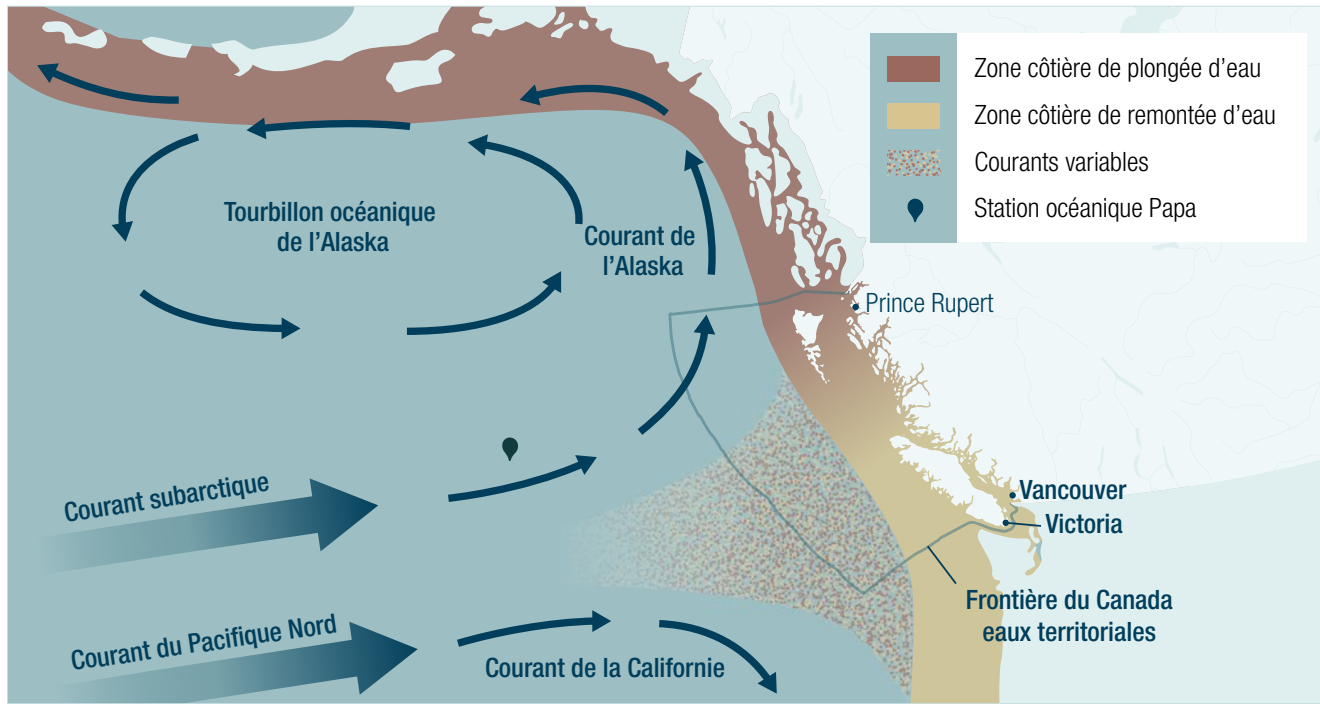 Zone côtière de plongée d'eau
Zone côtière de remontée d'eau
Courants variables
Station océanique Papa
Tourbillon océanique
de l'Alaska
Courant de
l'Alaska
Prince Rupert
Courant subarctique
Vancouver
Victoria
Frontière du Canada
eaux territoriales
Courant du Pacifique Nord
Courant de la Californie